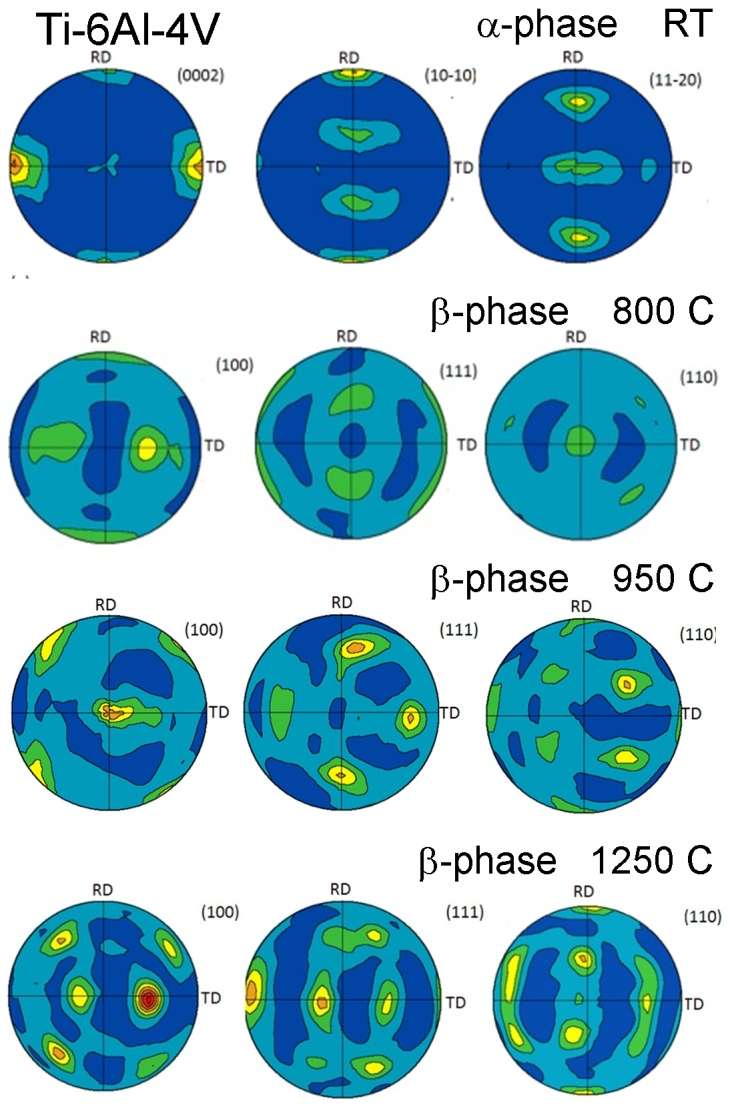 Ti-6Al-4V α-phase RT
RD RD RD
(0002) (10-10) (11-20)
TD TD TD
β-phase 800 C
RD RD RD
(100) (111) (110)
TD TD TD
β-phase 950 C
RD RD RD
(100) (111) (110)
TD TD TD
β-phase 1250 C
RD RD RD
(100) (111) (110)
TD TD TD